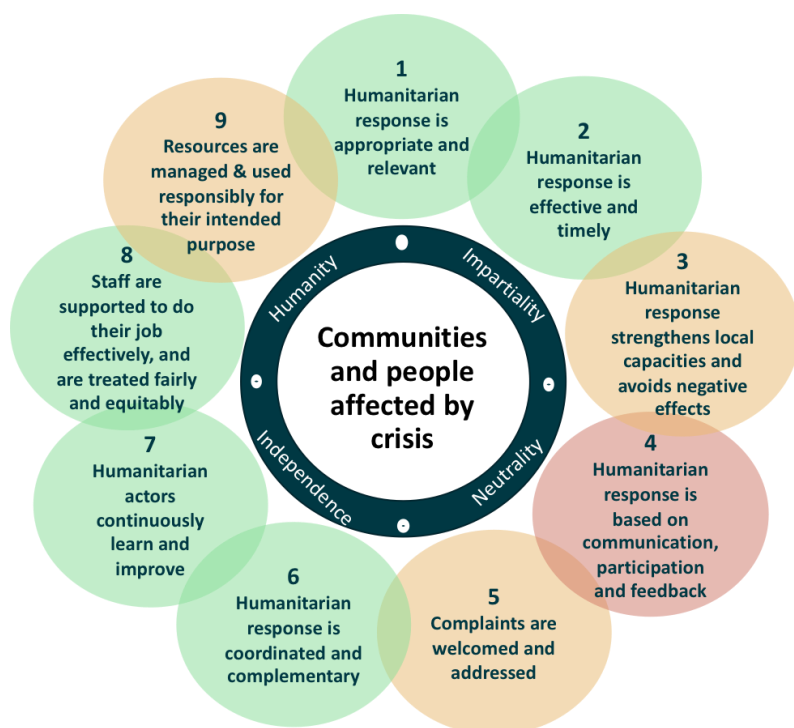 1
Humanitarian
response is
appropriate and
relevant
2
Humanitarian
response is
effective and
timely
3
Humanitarian
response
strengthens local
capacities and
avoids negative
effects
4
Humanitarian
response is
based on
communication,
participation
and feedback
5
Complaints are
welcomed and
addressed
6
Humanitarian
response is
coordinated and
complementary
7
Humanitarian
actors
continuously
learn and
improve
8
Staff are
supported to do
their job
effectively, and
are treated fairly
and equitably
9
Resources are
managed & used
responsibly for
their intended
purpose
Humanity
Impartiality
Neutrality
Independence
Communities
and people
affected by
crisis